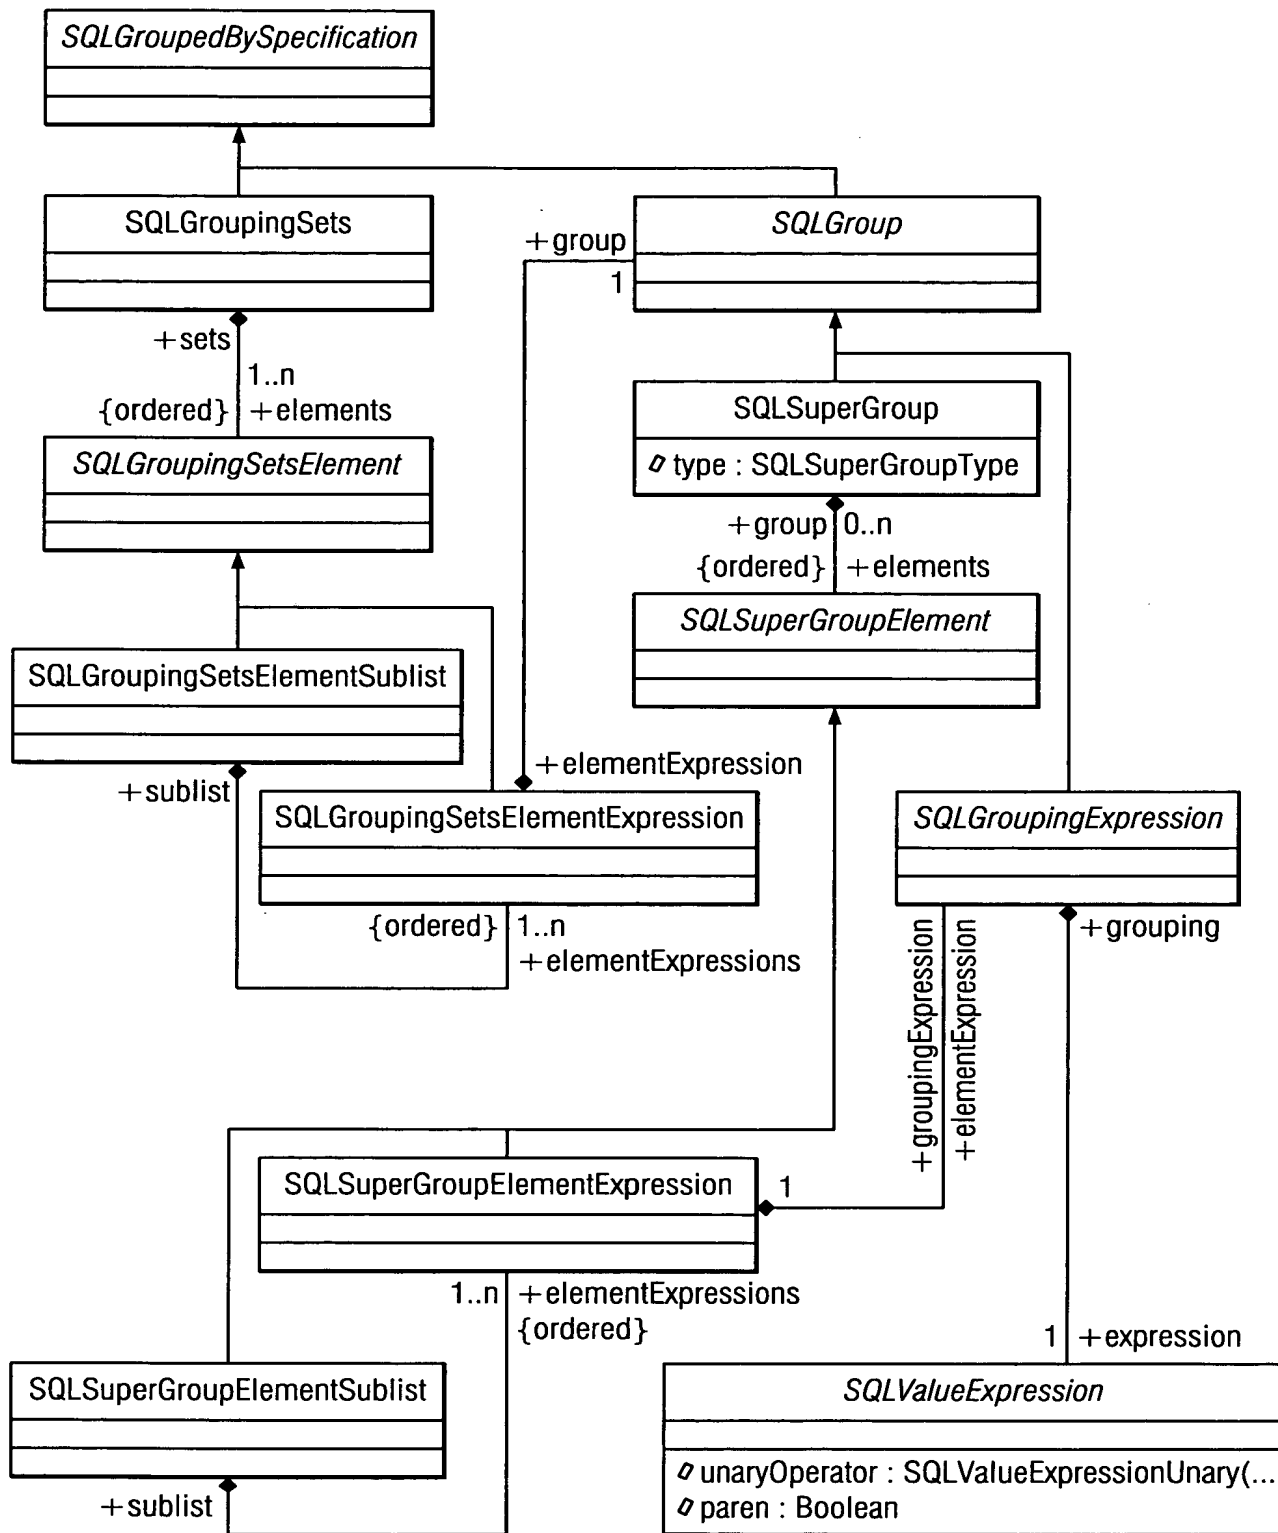 SQLGroupedBySpecification
SQLGroupingSets
SQLGroup
+group
1
+sets
1..n
{ordered} +elements
SQLSuperGroup
type : SQLSuperGroupType
SQLGroupingSetsElement
+group 0..n
{ordered} +elements
SQLSuperGroupElement
SQLGroupingSetsElementSublist
+sublist
+elementExpression
SQLGroupingSetsElementExpression
SQLGroupingExpression
{ordered} 1..n
+elementExpressions
+grouping
+groupingExpression
+elementExpression
SQLSuperGroupElementExpression
1
1..n +elementExpressions
{ordered}
1 +expression
SQLSuperGroupElementSublist
SQLValueExpression
unaryOperator : SQLValueExpressionUnary(...
paren : Boolean
+sublist